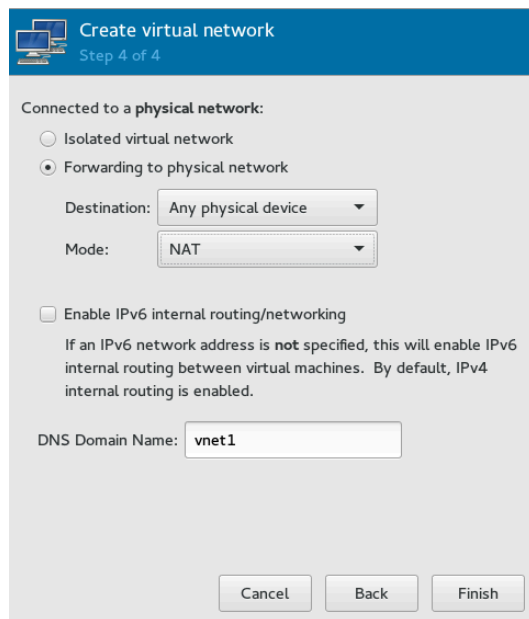 Create virtual network
Step 4 of 4
Connected to a physical network:
Isolated virtual network
Forwarding to physical network
Destination: Any physical device
Mode: NAT
Enable IPv6 internal routing/networking
If an IPv6 network address is not specified, this will enable IPv6
internal routing between virtual machines. By default, IPv4
internal routing is enabled.
DNS Domain Name: vnet1
Cancel Back Finish